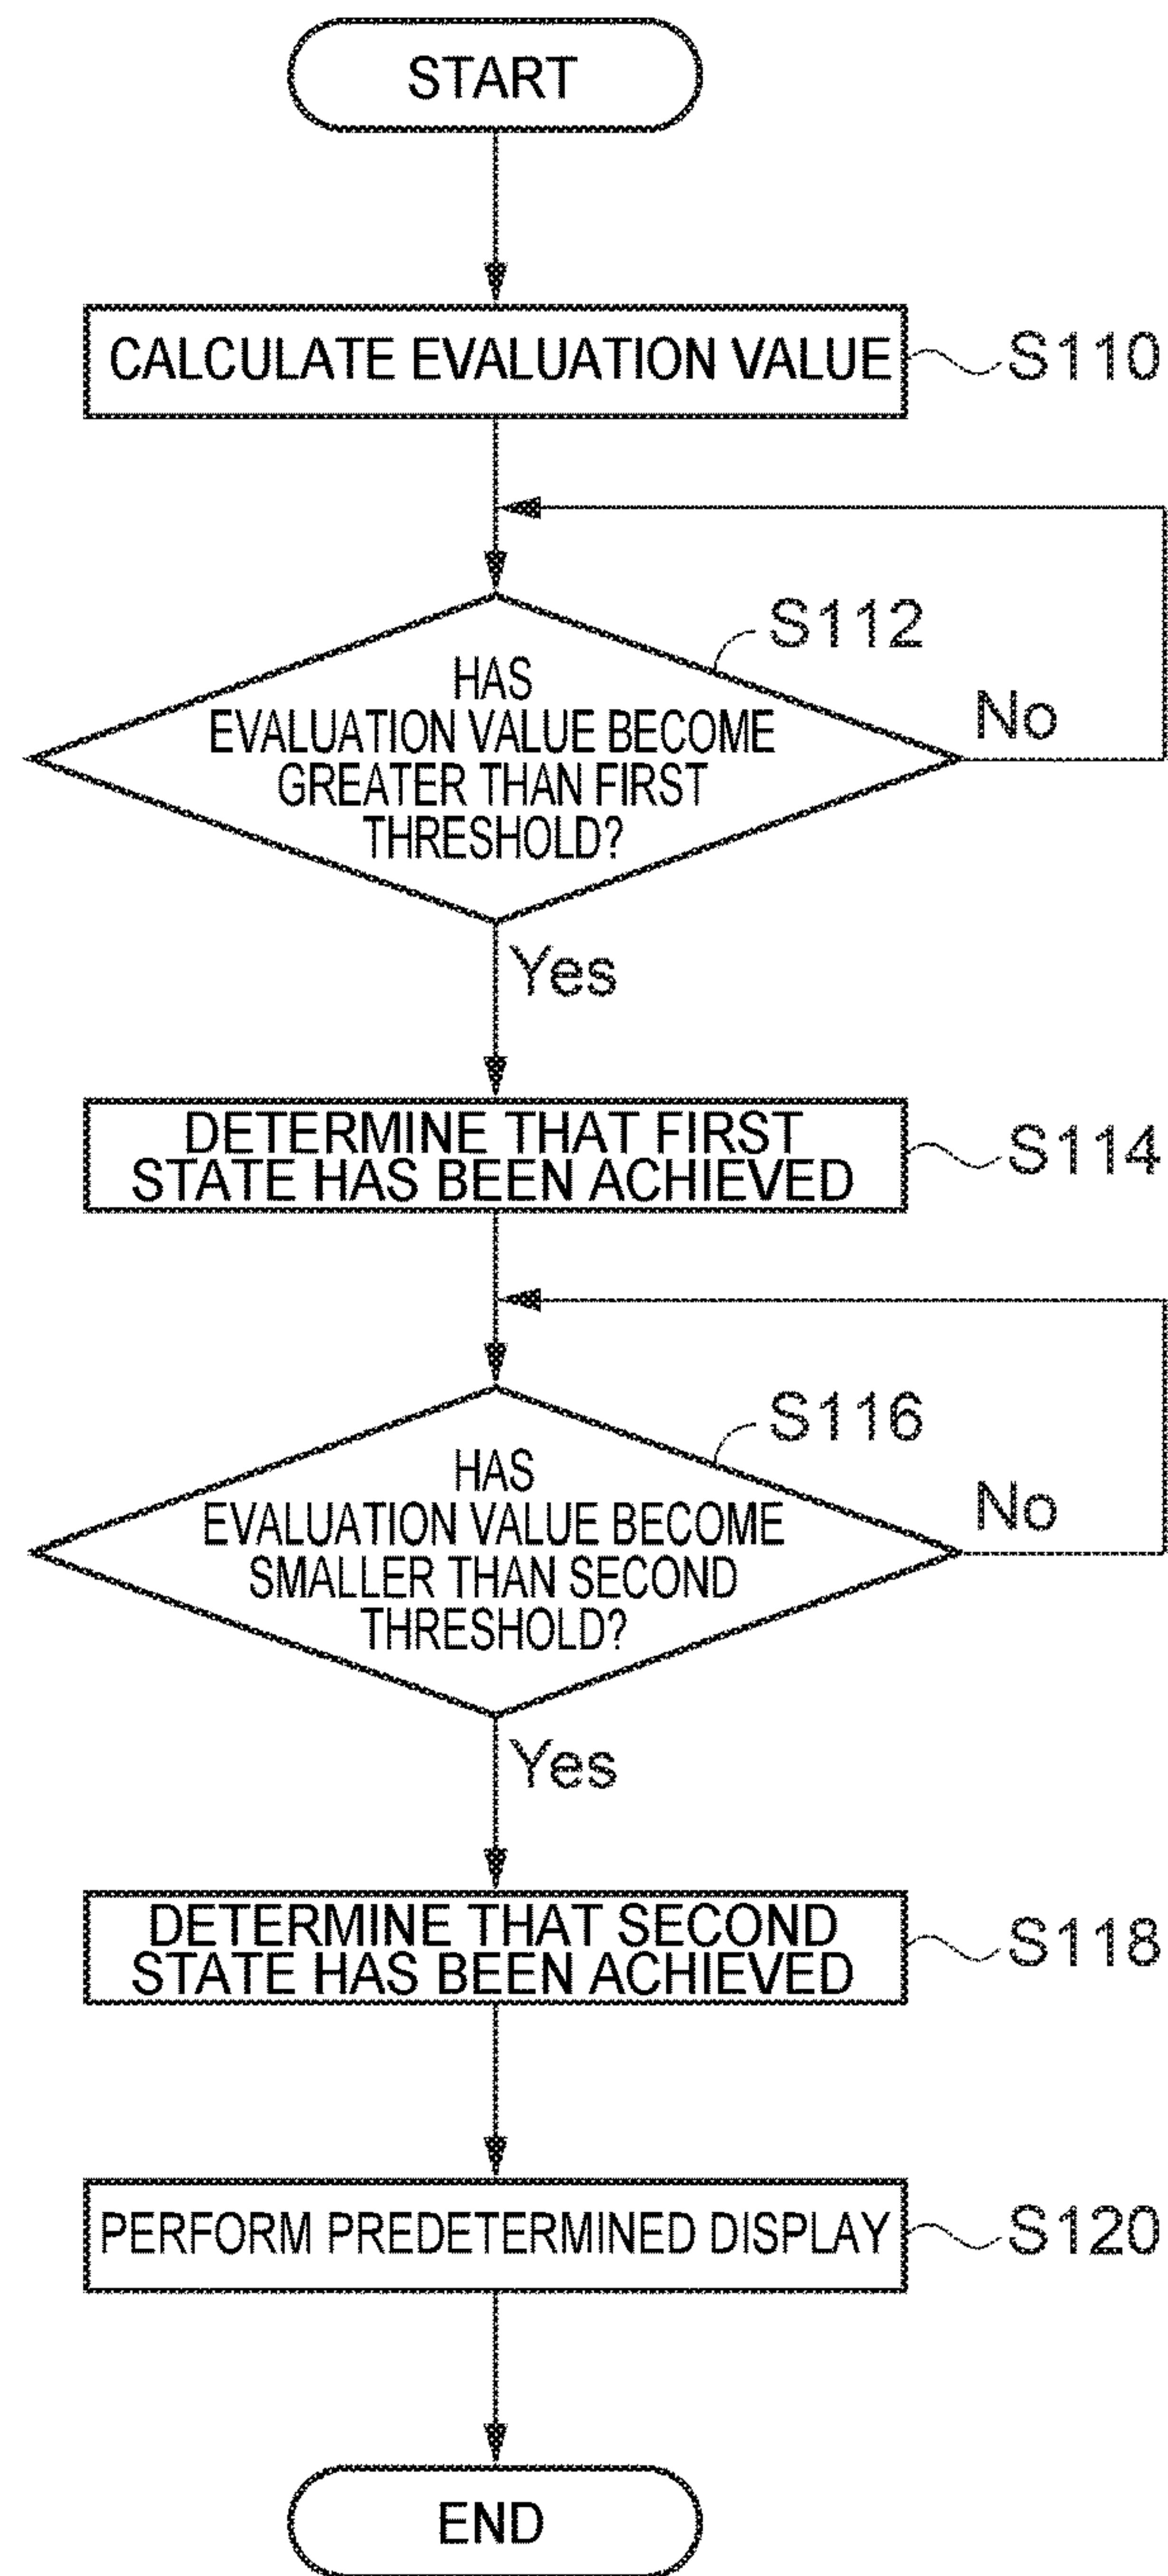 START
CALCULATE EVALUATION VALUE
S110
S112
HAS
EVALUATION VALUE BECOME
GREATER THAN FIRST
THRESHOLD?
No
Yes
DETERMINE THAT FIRST
STATE HAS BEEN ACHIEVED
S114
S116
HAS
EVALUATION VALUE BECOME
SMALLER THAN SECOND
THRESHOLD?
No
Yes
DETERMINE THAT SECOND
STATE HAS BEEN ACHIEVED
S118
PERFORM PREDETERMINED DISPLAY
S120
END